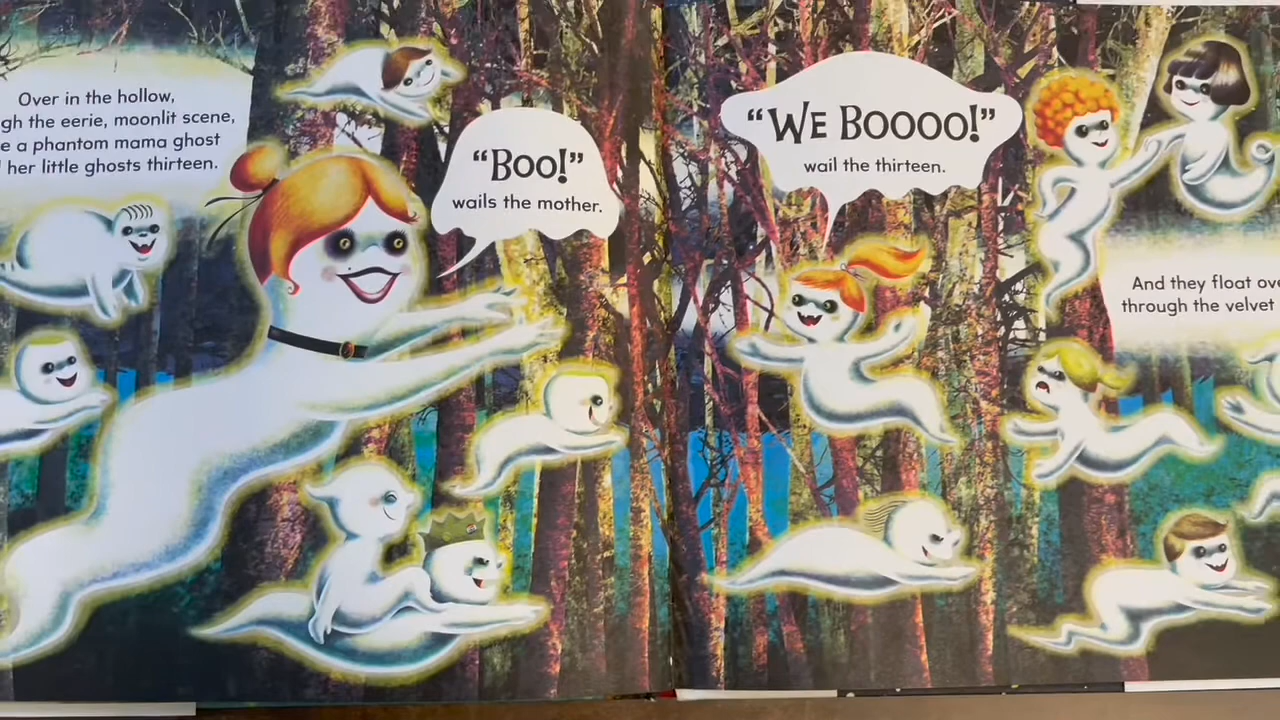 Over in the hollow,
gh the eerie, moonlit scene,
e a phantom mama ghost
her little ghosts thirteen.
“Boo!”
wails the mother.
“WE BOOOO!”
wail the thirteen.
And they float ov
through the velvet